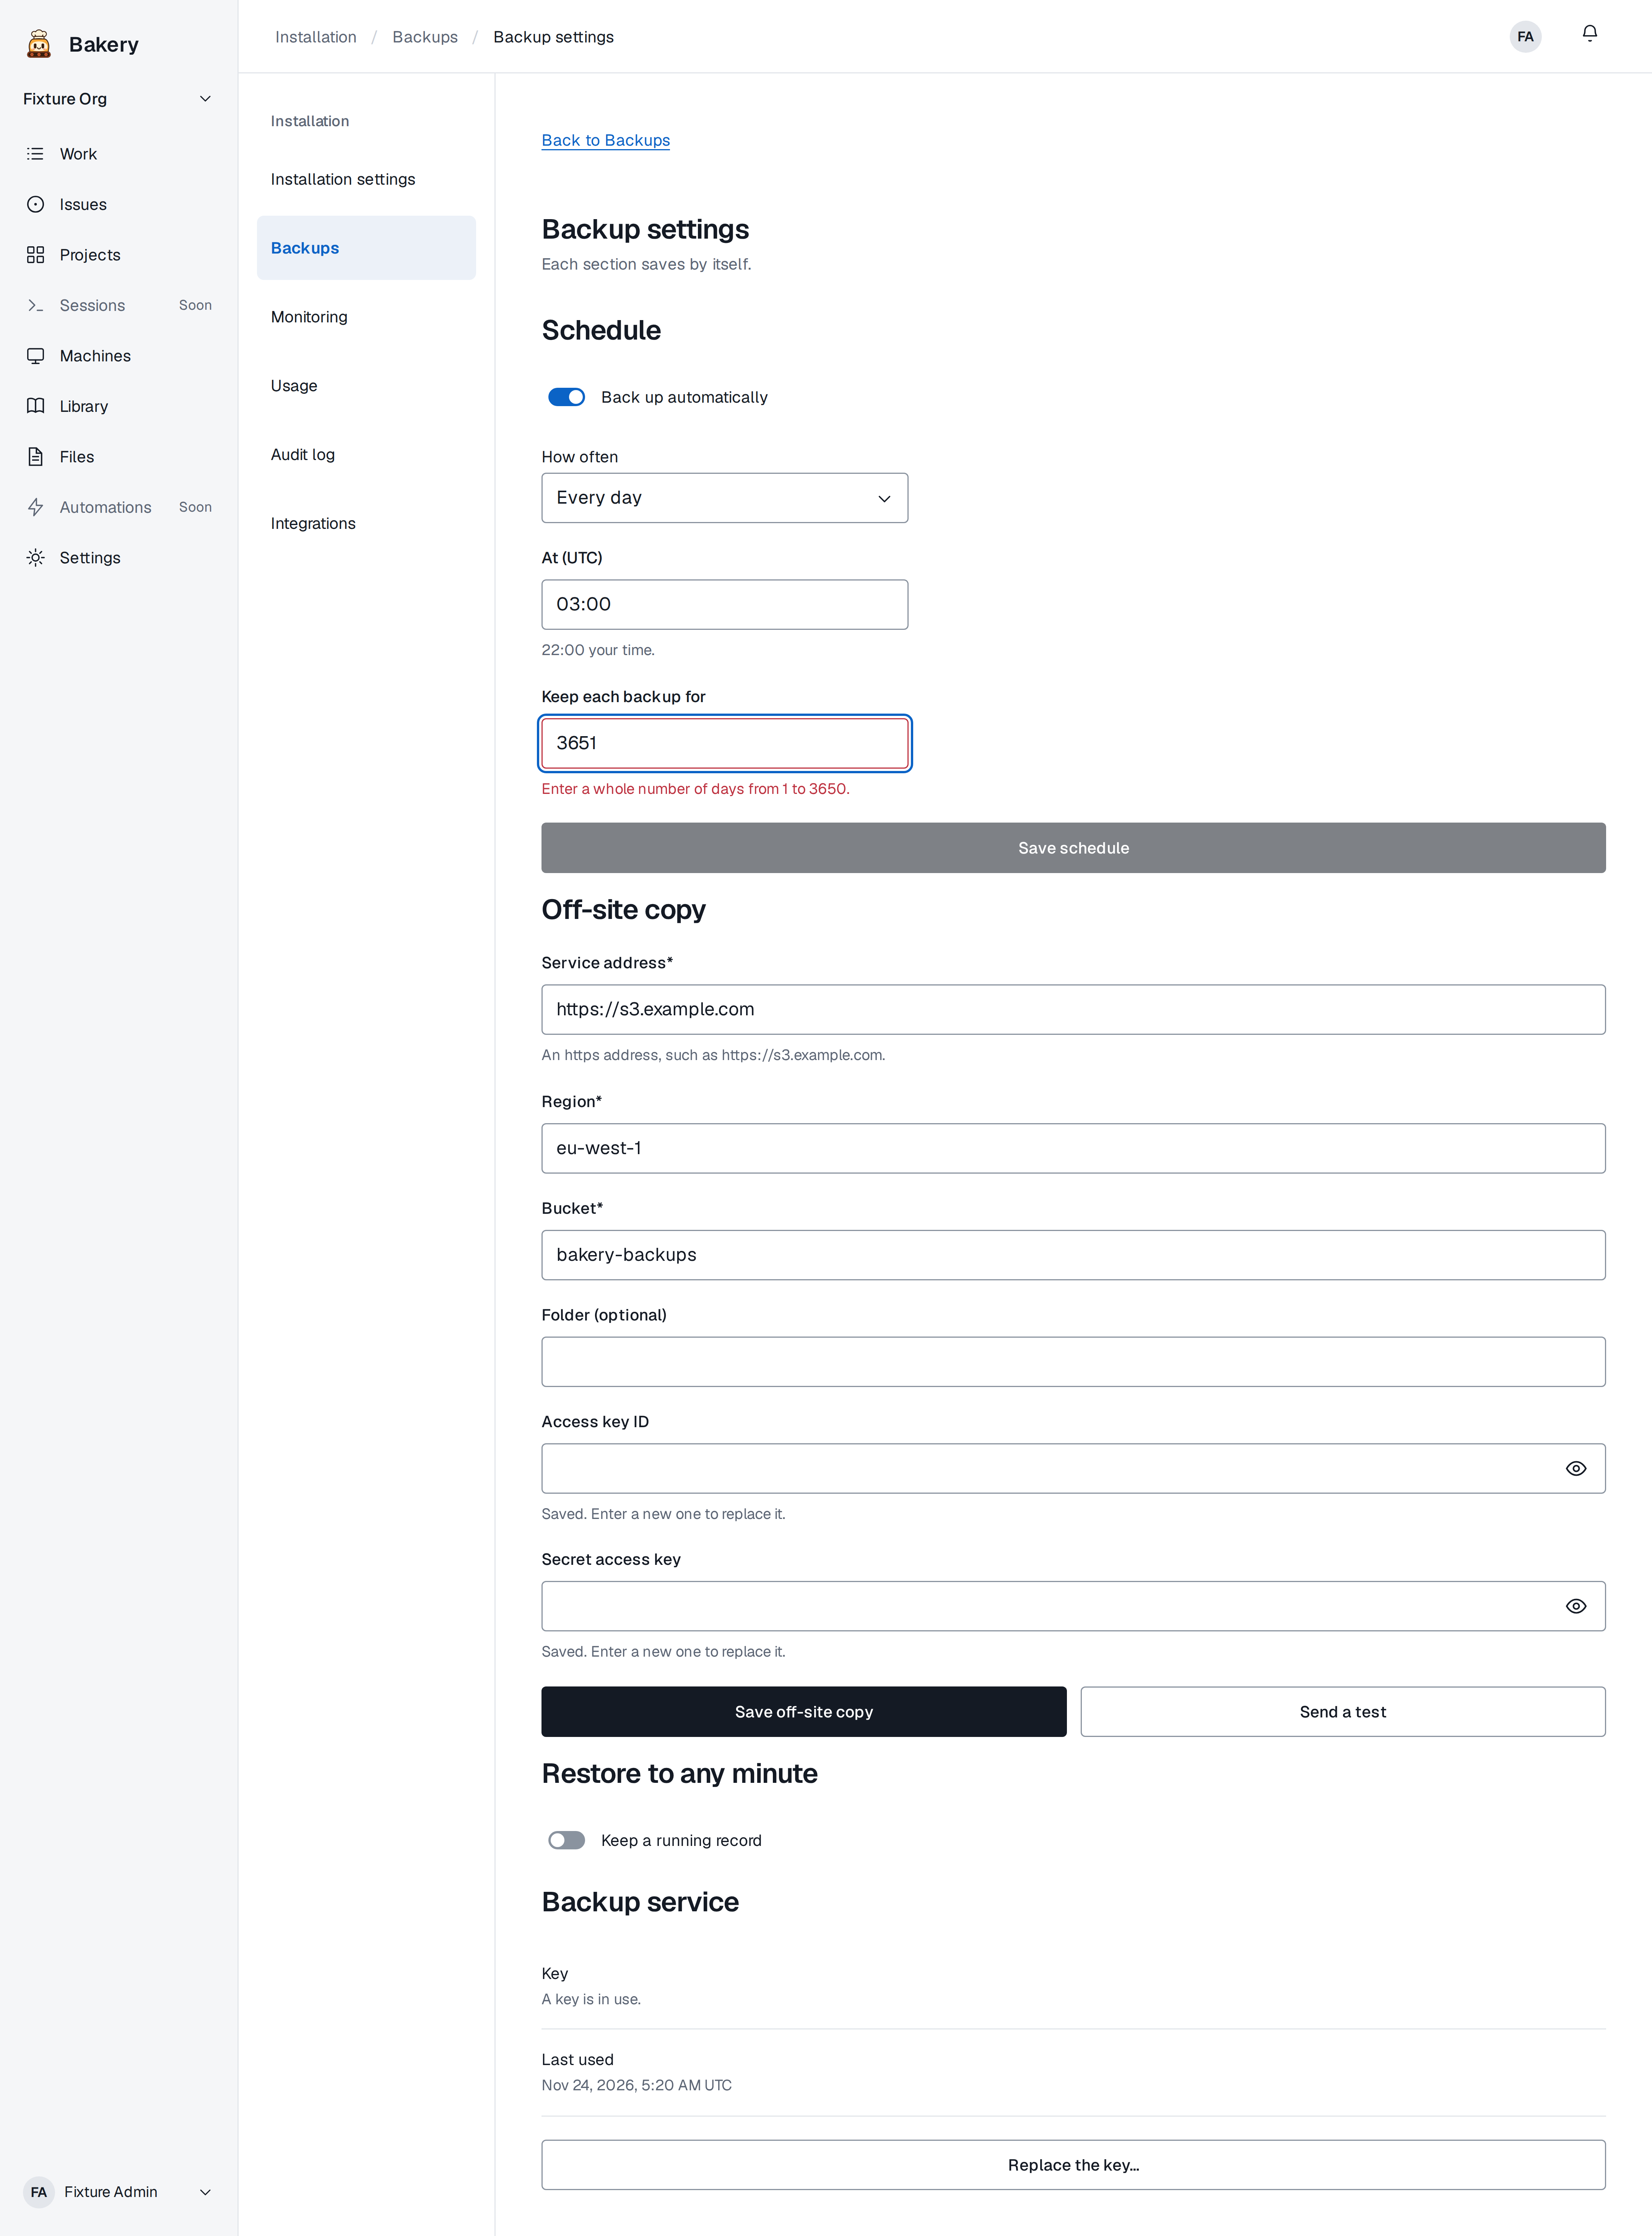 Bakery
Fixture Org
Work
Issues
Projects
Sessions Soon
Machines
Library
Files
Automations Soon
Settings
FA Fixture Admin
Installation / Backups / Backup settings
FA
Installation
Installation settings
Backups
Monitoring
Usage
Audit log
Integrations
Back to Backups
Backup settings
Each section saves by itself.
Schedule
Back up automatically
How often
Every day
At (UTC)
03:00
22:00 your time.
Keep each backup for
3651
Enter a whole number of days from 1 to 3650.
Save schedule
Off-site copy
Service address*
https://s3.example.com
An https address, such as https://s3.example.com.
Region*
eu-west-1
Bucket*
bakery-backups
Folder (optional)
Access key ID
Saved. Enter a new one to replace it.
Secret access key
Saved. Enter a new one to replace it.
Save off-site copy
Send a test
Restore to any minute
Keep a running record
Backup service
Key
A key is in use.
Last used
Nov 24, 2026, 5:20 AM UTC
Replace the key...